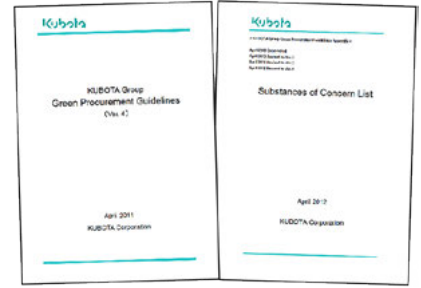 Kubota
KUBOTA Group
Green Procurement Guidelines
(Ver. 4)
April 2011
KUBOTA Corporation
Kubota
Substances of Concern List
April 2012
KUBOTA Corporation